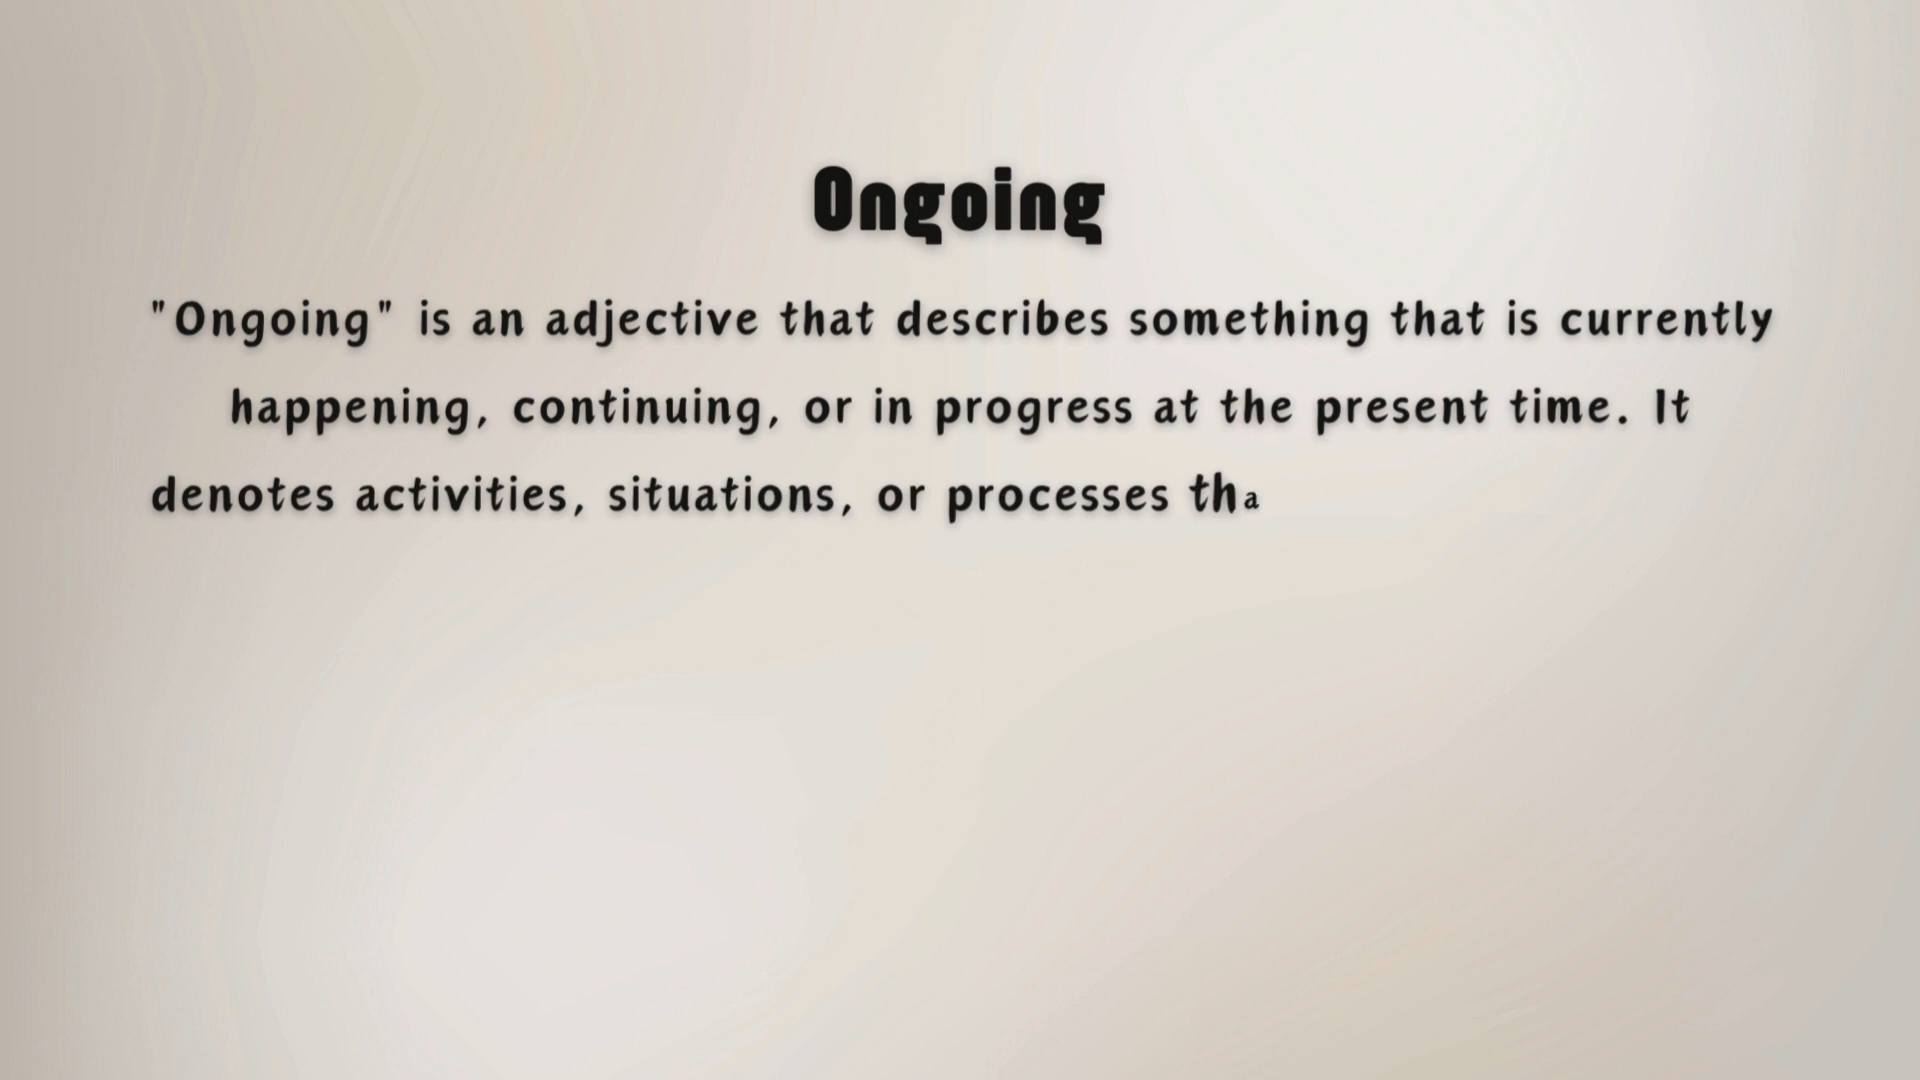 Ongoing
"Ongoing" is an adjective that describes something that is currently
happening, continuing, or in progress at the present time. It
denotes activities, situations, or processes tha